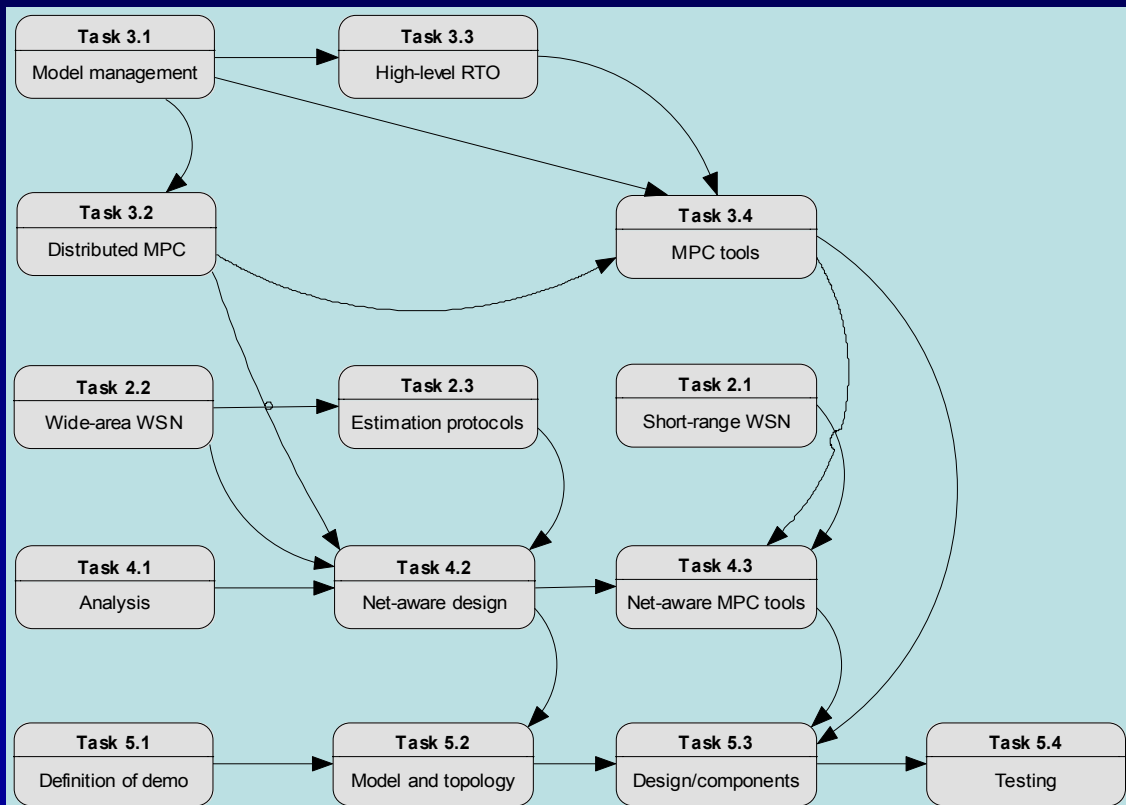 Task 3.1
Model management
Task 3.3
High-level RTO
Task 3.2
Distributed MPC
Task 3.4
MPC tools
Task 2.2
Wide-area WSN
Task 2.3
Estimation protocols
Task 2.1
Short-range WSN
Task 4.1
Analysis
Task 4.2
Net-aware design
Task 4.3
Net-aware MPC tools
Task 5.1
Definition of demo
Task 5.2
Model and topology
Task 5.3
Design/components
Task 5.4
Testing